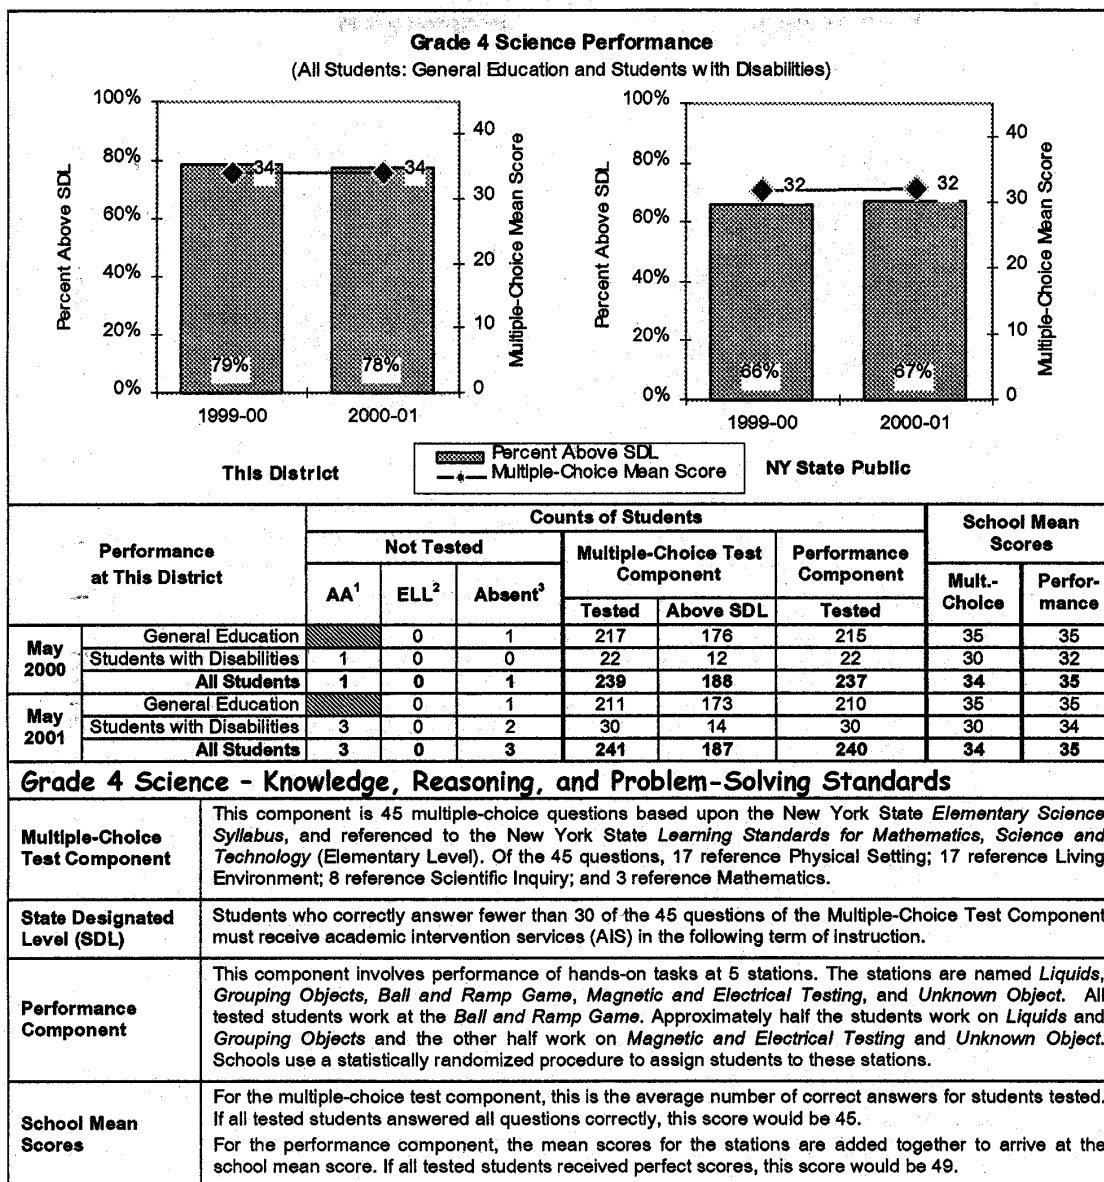 Grade 4 Science Performance
(All Students: General Education and Students with Disabilities)
100%
80%
60%
40%
20%
0%
Percent Above SDL
34
34
79%
78%
1999-00
2000-01
40
30
20
10
0
Multiple-Choice Mean Score
This District
100%
80%
60%
40%
20%
0%
Percent Above SDL
32
32
66%
67%
1999-00
2000-01
40
30
20
10
0
Multiple-Choice Mean Score
NY State Public
Percent Above SDL
Multiple-Choice Mean Score
Performance at This District
Counts of Students
School Mean Scores
Not Tested
Multiple-Choice Test Component
Performance Component
AA1
ELL2
Absent3
Tested Above SDL Tested
Mult.-Choice
Perfor-mance
May 2000
General Education 0 1 217 176 215 35 35
Students with Disabilities 1 0 0 22 12 22 30 32
All Students 1 0 1 239 188 237 34 35
May 2001
General Education 0 1 211 173 210 35 35
Students with Disabilities 3 0 2 30 14 30 30 34
All Students 3 0 3 241 187 240 34 35
Grade 4 Science - Knowledge, Reasoning, and Problem-Solving Standards
Multiple-Choice
Test Component
This component is 45 multiple-choice questions based upon the New York State Elementary Science
Syllabus, and referenced to the New York State Learning Standards for Mathematics, Science and
Technology (Elementary Level). Of the 45 questions, 17 reference Physical Setting; 17 reference Living
Environment; 8 reference Scientific Inquiry; and 3 reference Mathematics.
State Designated
Level (SDL)
Students who correctly answer fewer than 30 of the 45 questions of the Multiple-Choice Test Component
must receive academic intervention services (AIS) in the following term of instruction.
Performance
Component
This component involves performance of hands-on tasks at 5 stations. The stations are named Liquids,
Grouping Objects, Ball and Ramp Game, Magnetic and Electrical Testing, and Unknown Object. All
tested students work at the Ball and Ramp Game. Approximately half the students work on Liquids and
Grouping Objects and the other half work on Magnetic and Electrical Testing and Unknown Object.
Schools use a statistically randomized procedure to assign students to these stations.
School Mean
Scores
For the multiple-choice test component, this is the average number of correct answers for students tested.
If all tested students answered all questions correctly, this score would be 45.
For the performance component, the mean scores for the stations are added together to arrive at the
school mean score. If all tested students received perfect scores, this score would be 49.